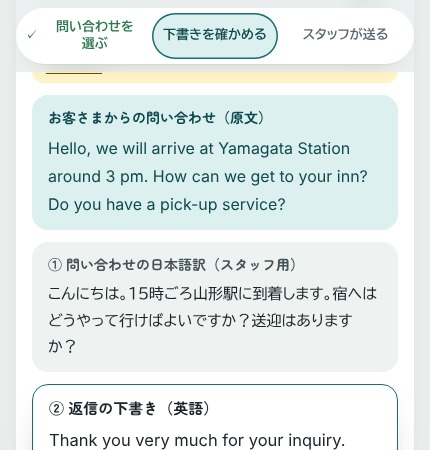 ✓ 問い合わせを
選ぶ
下書きを確かめる
スタッフが送る
お客さまからの問い合わせ（原文）
Hello, we will arrive at Yamagata Station
around 3 pm. How can we get to your inn?
Do you have a pick-up service?
① 問い合わせの日本語訳（スタッフ用）
こんにちは。15時ごろ山形駅に到着します。宿へは
どうやって行けばよいですか？送迎はあります
か？
② 返信の下書き（英語）
Thank you very much for your inquiry.